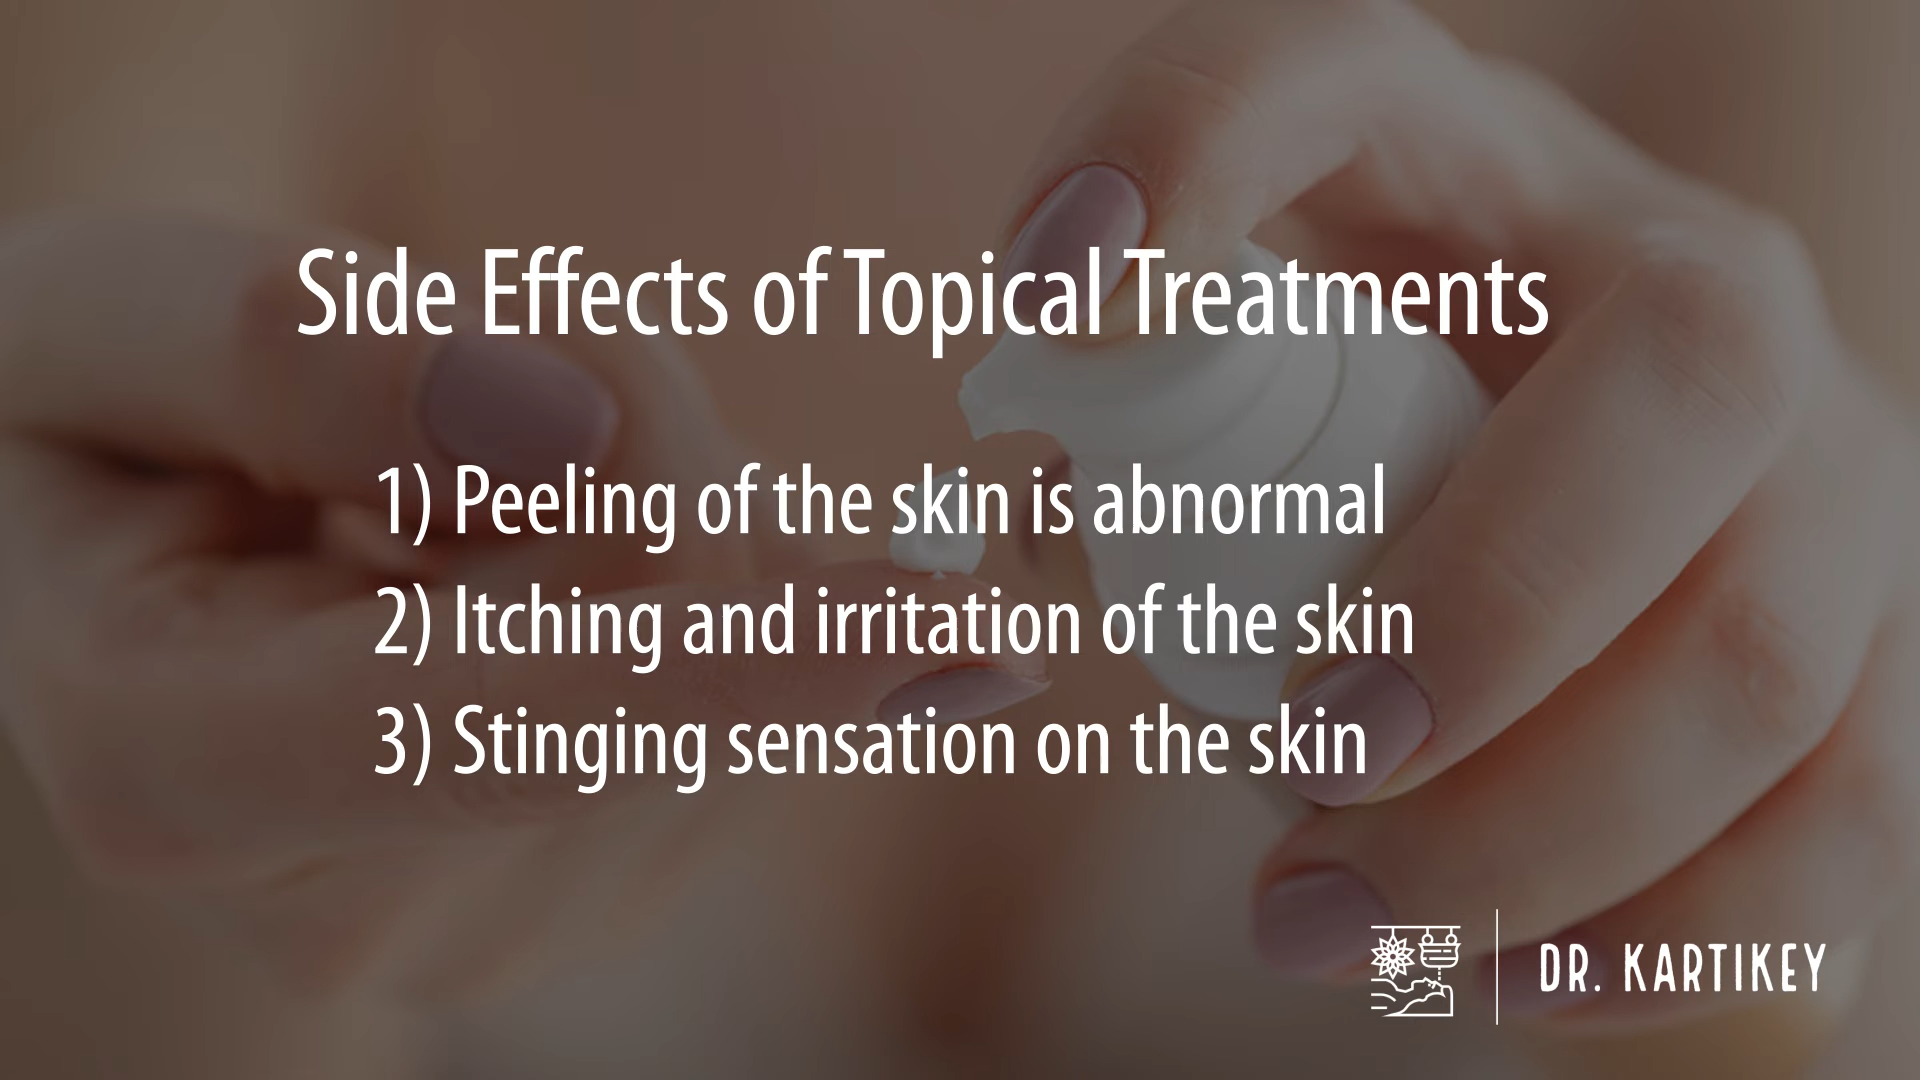 Side Effects of Topical Treatments
1) Peeling of the skin is abnormal
2) Itching and irritation of the skin
3) Stinging sensation on the skin
DR. KARTIKEY